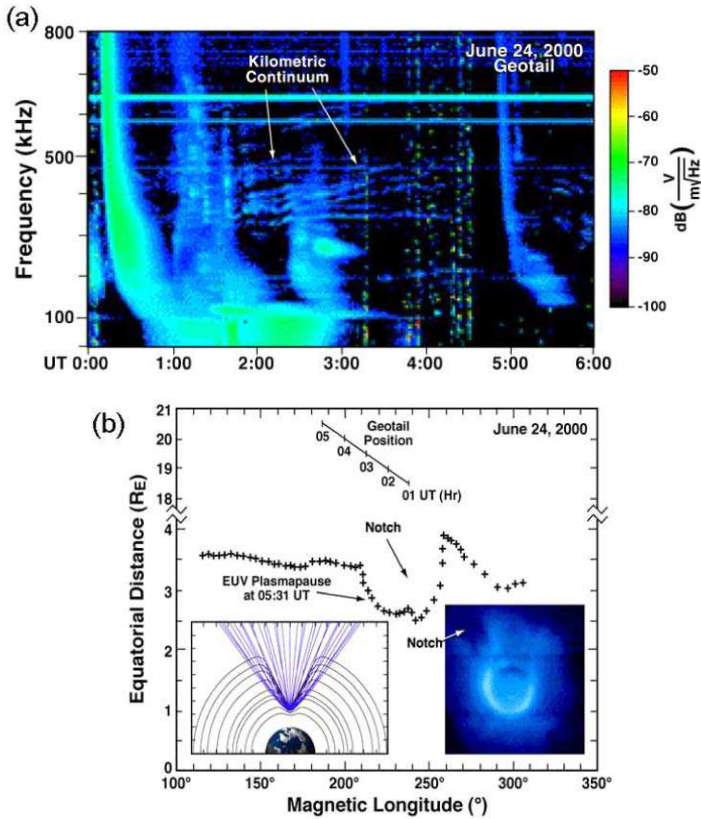 (a)
800
500
100
Frequency (kHz)
June 24, 2000
Geotail
Kilometric
Continuum
-50
-60
-70
-80
-90
-100
dB(V/m√Hz)
UT 0:00 1:00 2:00 3:00 4:00 5:00 6:00
(b)
21
20
19
18
4
3
2
1
0
Equatorial Distance (RE)
June 24, 2000
Geotail
Position
05
04
03
02
01 UT (Hr)
Notch
EUV Plasmapause
at 05:31 UT
Notch
100° 150° 200° 250° 300° 350°
Magnetic Longitude (°)